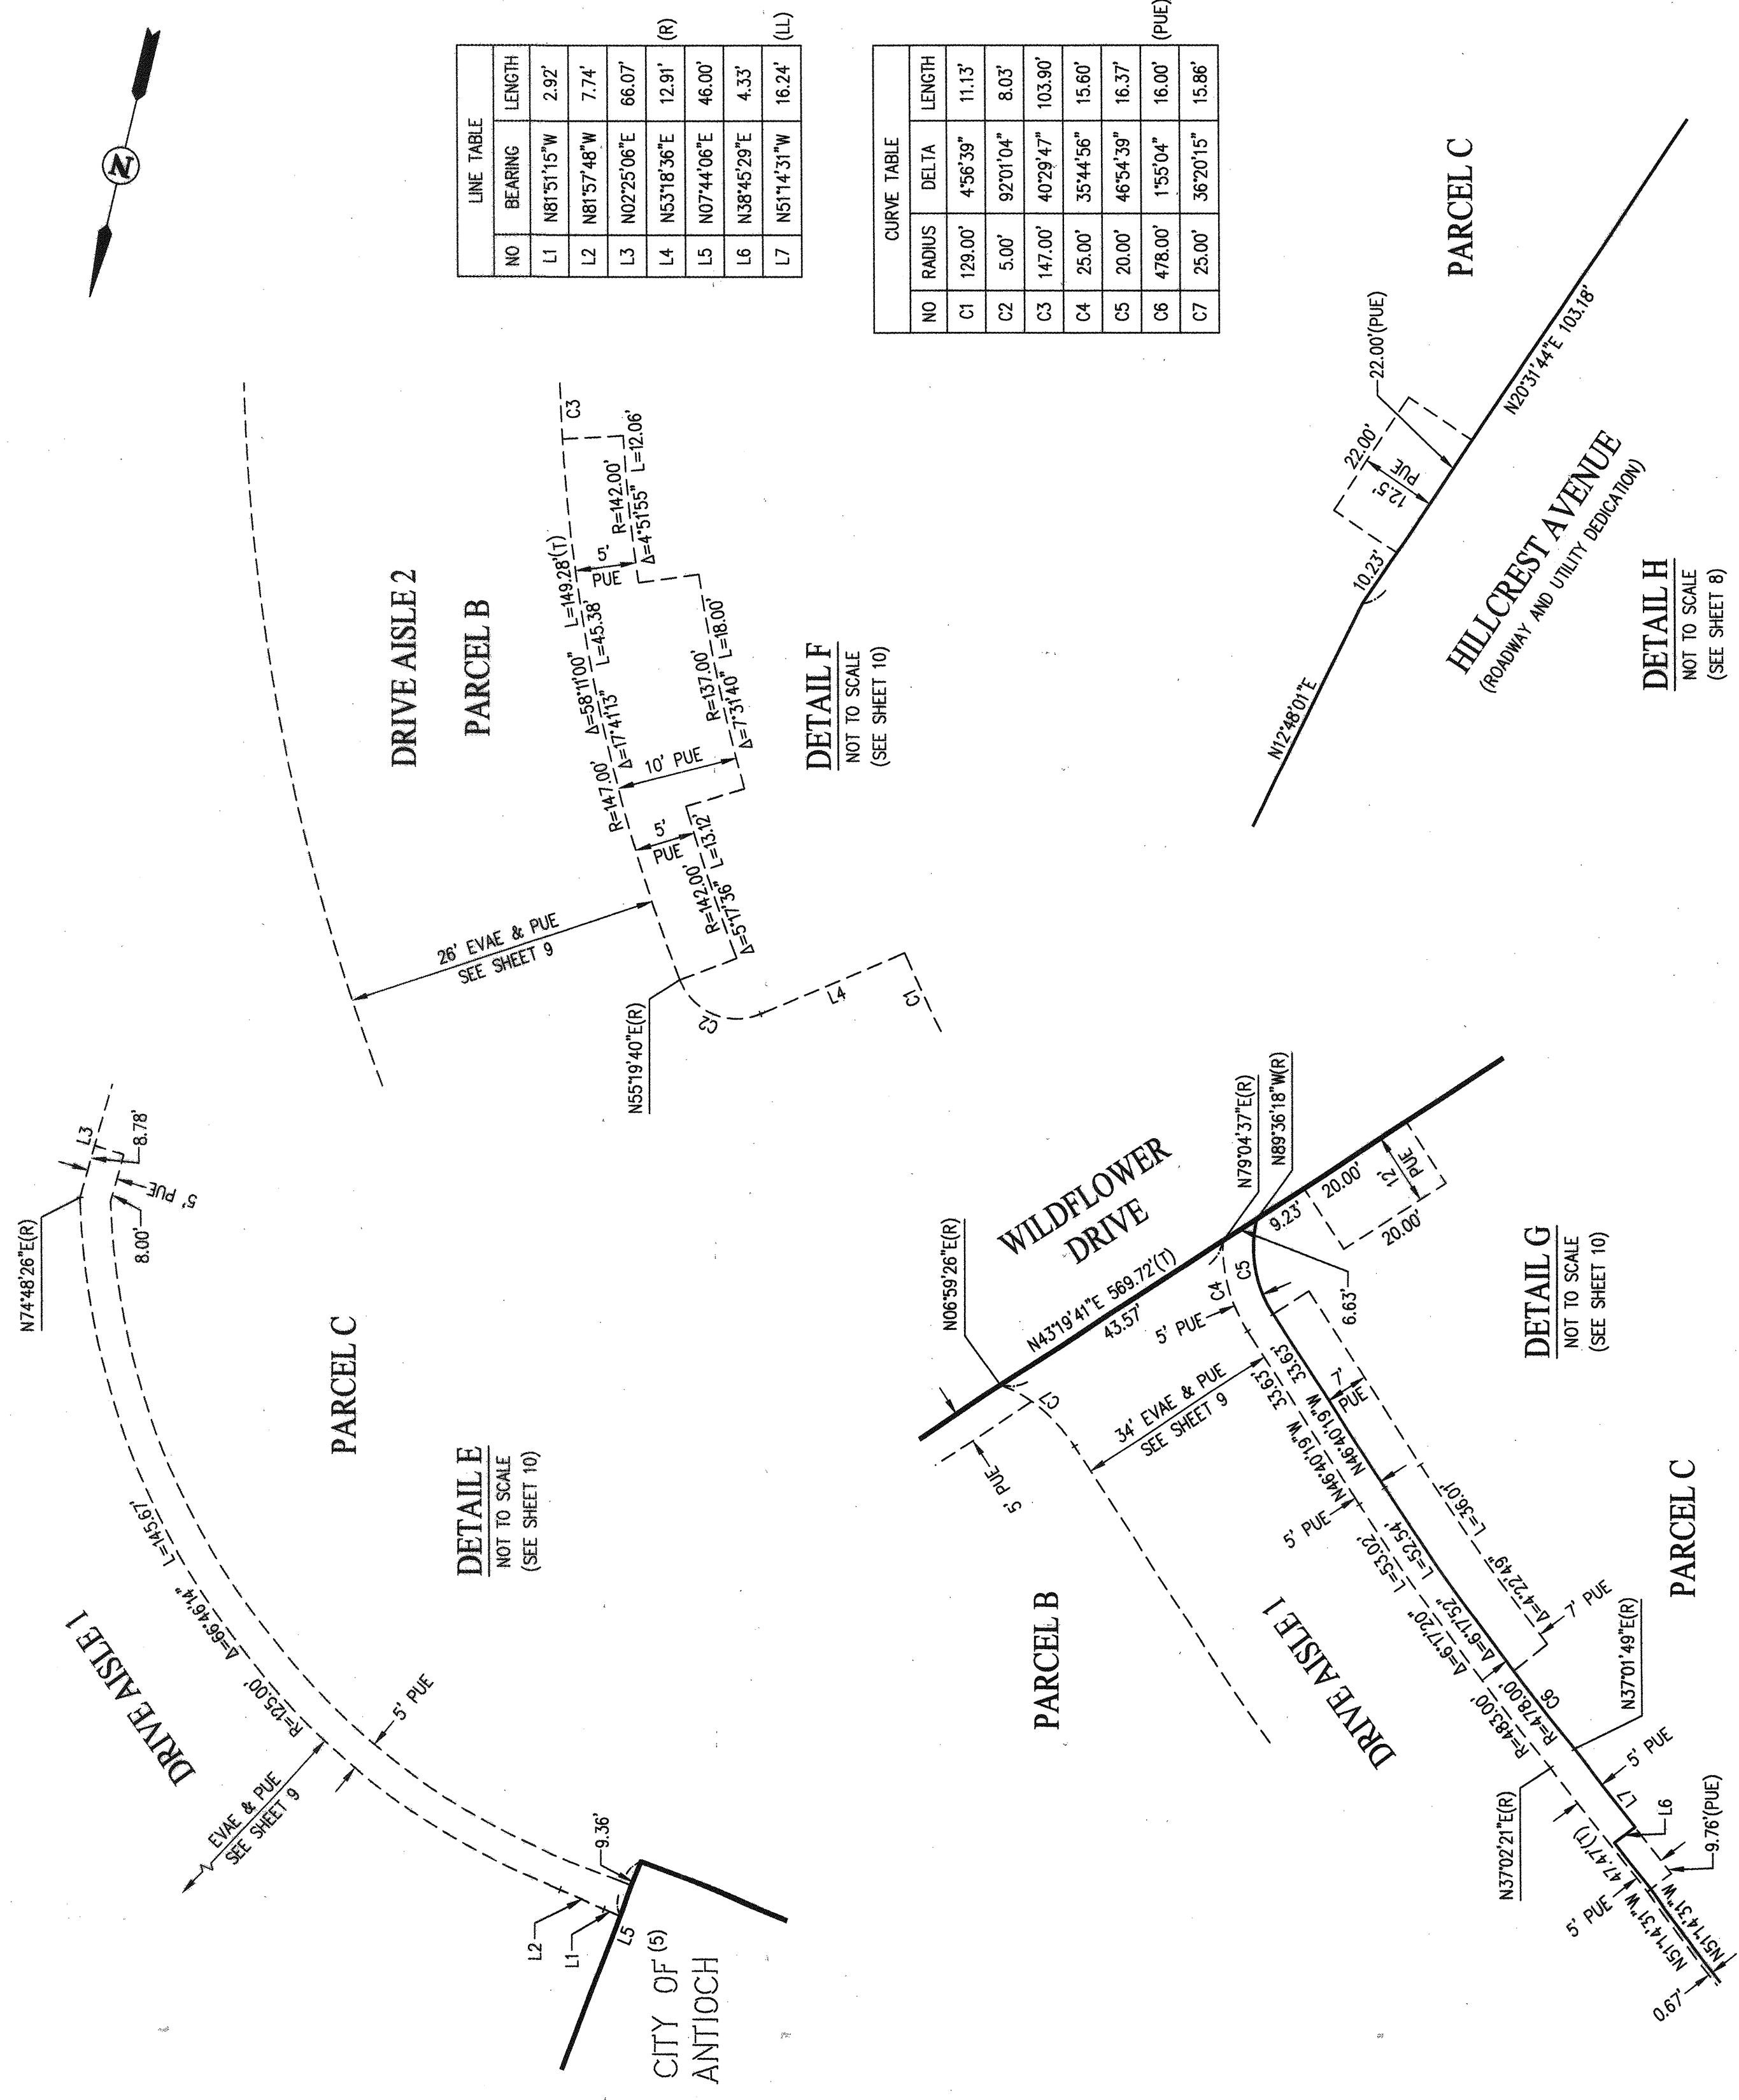 N74°48'26"E(R)
L3
8.78'
8.00'
5' PUE
DRIVE AISLE 1
R=125.00' Δ=66°46'14" L=145.67'
EVAE & PUE
SEE SHEET 9
5' PUE
PARCEL C
L2
L1
9.36'
L5
CITY OF (5)
ANTIOCH
DETAIL E
NOT TO SCALE
(SEE SHEET 10)
DRIVE AISLE 2
PARCEL B
26' EVAE & PUE
SEE SHEET 9
N55°19'40"E(R)
C2
L4
C1
R=147.00' Δ=58°11'00" L=149.28'(T)
Δ=17°41'13" L=45.38'
C3
5'
PUE
10' PUE
5'
PUE
R=142.00' L=13.12'
Δ=5°17'36"
R=137.00' L=18.00'
Δ=7°31'40"
R=142.00'
Δ=4°51'55" L=12.06'
DETAIL F
NOT TO SCALE
(SEE SHEET 10)
N
LINE TABLE
NO BEARING LENGTH
L1 N81°51'15"W 2.92'
L2 N81°57'48"W 7.74'
L3 N02°25'06"E 66.07'
L4 N53°18'36"E 12.91' (R)
L5 N07°44'06"E 46.00'
L6 N38°45'29"E 4.33'
L7 N51°14'31"W 16.24' (LL)
CURVE TABLE
NO RADIUS DELTA LENGTH
C1 129.00' 4°56'39" 11.13'
C2 5.00' 92°01'04" 8.03'
C3 147.00' 40°29'47" 103.90'
C4 25.00' 35°44'56" 15.60'
C5 20.00' 46°54'39" 16.37'
C6 478.00' 1°55'04" 16.00' (PUE)
C7 25.00' 36°20'15" 15.86'
N06°59'26"E(R)
WILDFLOWER
DRIVE
N79°04'37"E(R)
N89°36'18"W(R)
N43°19'41"E 569.72'(T)
43.57'
5' PUE
C7
5' PUE
C4
C5
9.23'
20.00'
12'
PUE
20.00'
6.63'
34' EVAE & PUE
SEE SHEET 9
N46°40'19"W 33.63'
N46°40'19"W 33.63'
7'
PUE
5' PUE
PARCEL B
DRIVE AISLE 1
R=483.00' Δ=6°17'20" L=53.02'
R=478.00' Δ=6°17'52" L=52.54'
Δ=4°22'49" L=36.01'
7' PUE
C6
N37°01'49"E(R)
N37°02'21"E(R)
5' PUE
L7
L6
9.76'(PUE)
5' PUE
N51°14'31"W 47.47'(T)
N51°14'31"W
0.67'
PARCEL C
DETAIL G
NOT TO SCALE
(SEE SHEET 10)
PARCEL C
22.00'(PUE)
22.00'
12.5'
PUE
10.23'
N12°48'01"E
N20°31'44"E 103.18'
HILLCREST AVENUE
(ROADWAY AND UTILITY DEDICATION)
DETAIL H
NOT TO SCALE
(SEE SHEET 8)